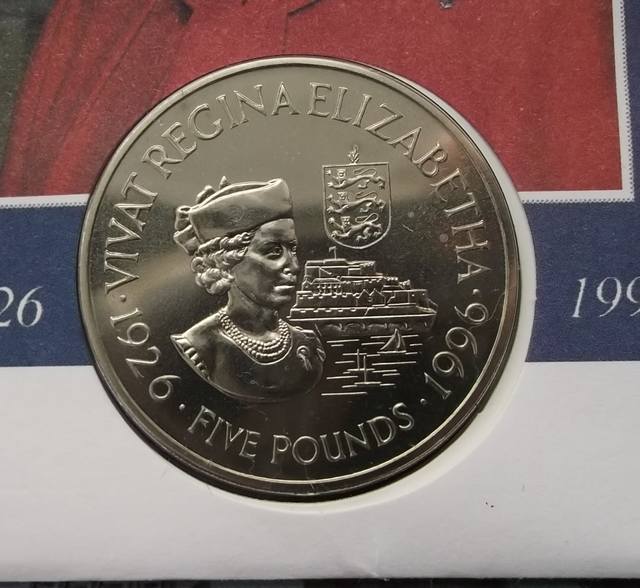 · VIVAT REGINA ELIZABETHA ·
1926 · FIVE POUNDS · 1996
26
199